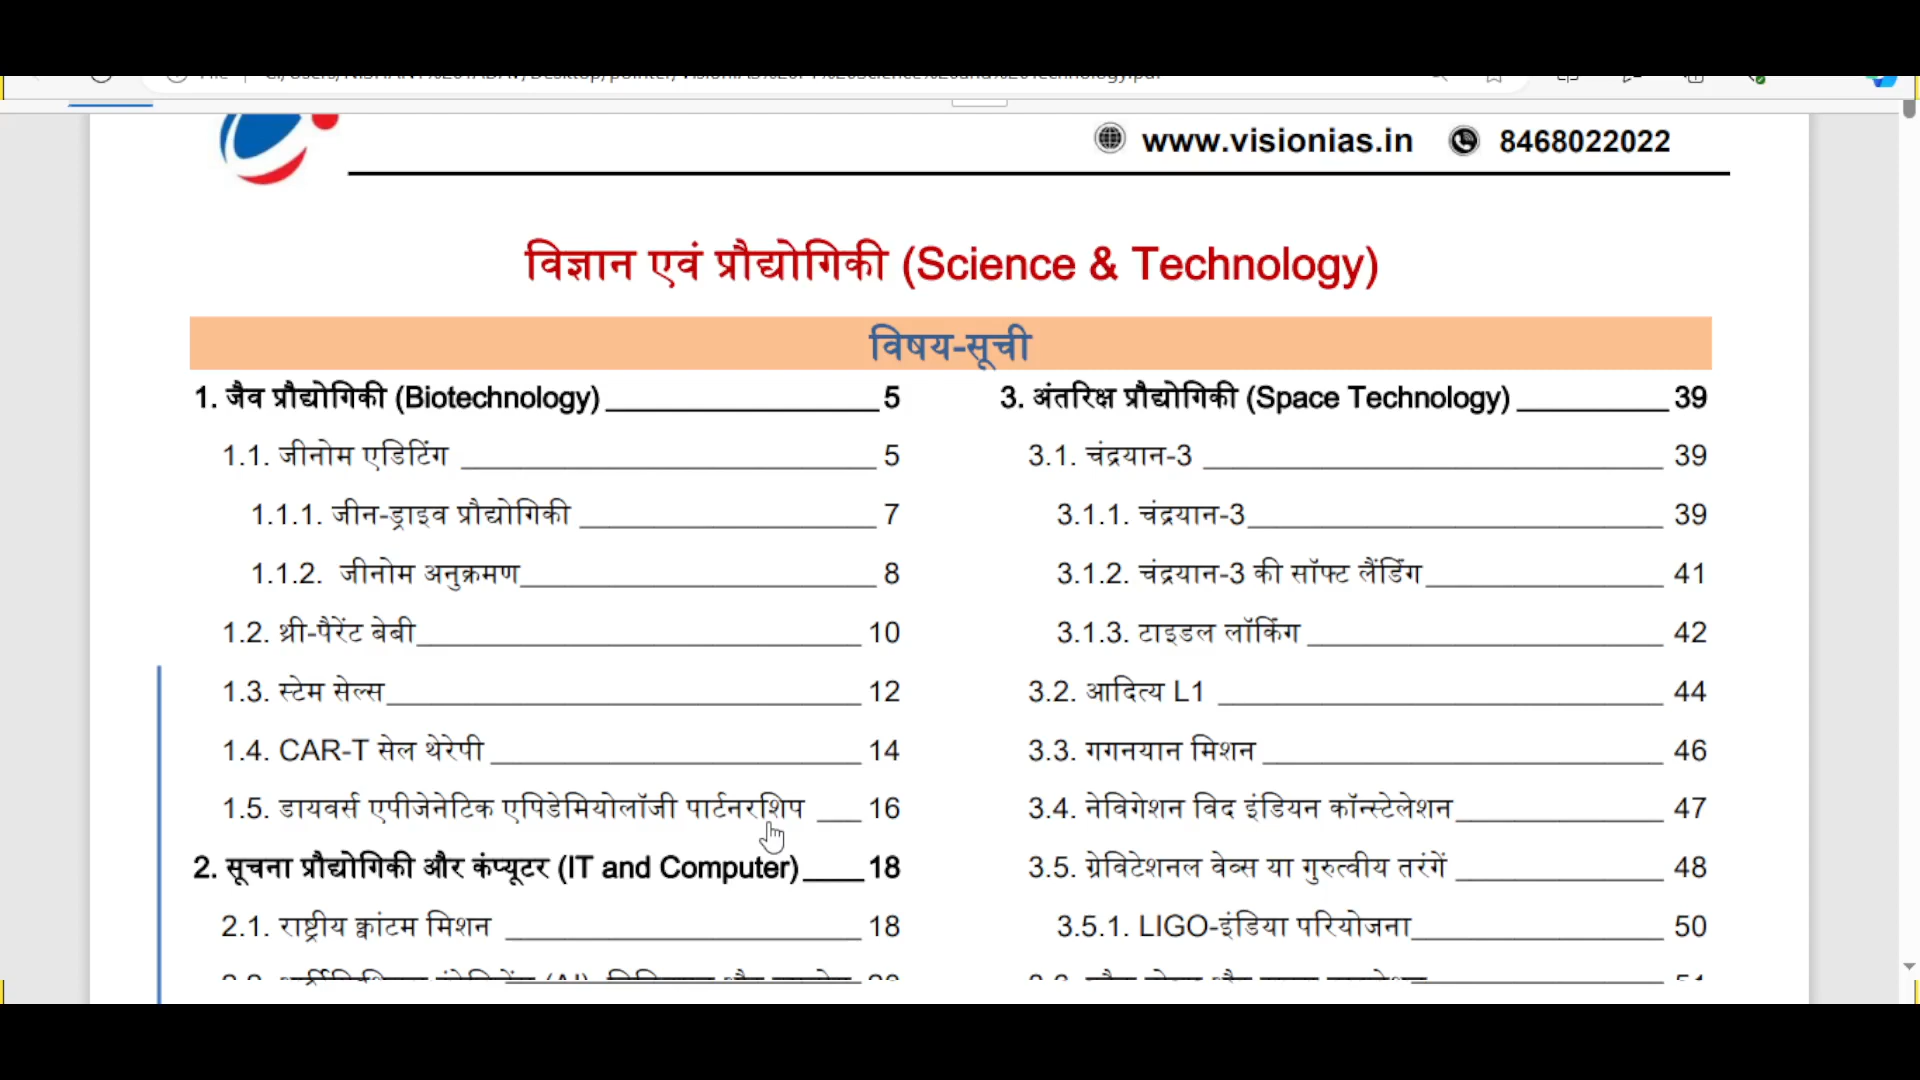 www.visionias.in 8468022022
विज्ञान एवं प्रौद्योगिकी (Science & Technology)
विषय-सूची
1. जैव प्रौद्योगिकी (Biotechnology) 5
1.1. जीनोम एडिटिंग 5
1.1.1. जीन-ड्राइव प्रौद्योगिकी 7
1.1.2. जीनोम अनुक्रमण 8
1.2. थ्री-पैरेंट बेबी 10
1.3. स्टेम सेल्स 12
1.4. CAR-T सेल थेरेपी 14
1.5. डायवर्स एपीजेनेटिक एपिडेमियोलॉजी पार्टनरशिप 16
2. सूचना प्रौद्योगिकी और कंप्यूटर (IT and Computer) 18
2.1. राष्ट्रीय क्वांटम मिशन 18
3. अंतरिक्ष प्रौद्योगिकी (Space Technology) 39
3.1. चंद्रयान-3 39
3.1.1. चंद्रयान-3 39
3.1.2. चंद्रयान-3 की सॉफ्ट लैंडिंग 41
3.1.3. टाइडल लॉकिंग 42
3.2. आदित्य L1 44
3.3. गगनयान मिशन 46
3.4. नेविगेशन विद इंडियन कॉन्स्टेलेशन 47
3.5. ग्रेविटेशनल वेव्स या गुरुत्वीय तरंगें 48
3.5.1. LIGO-इंडिया परियोजना 50